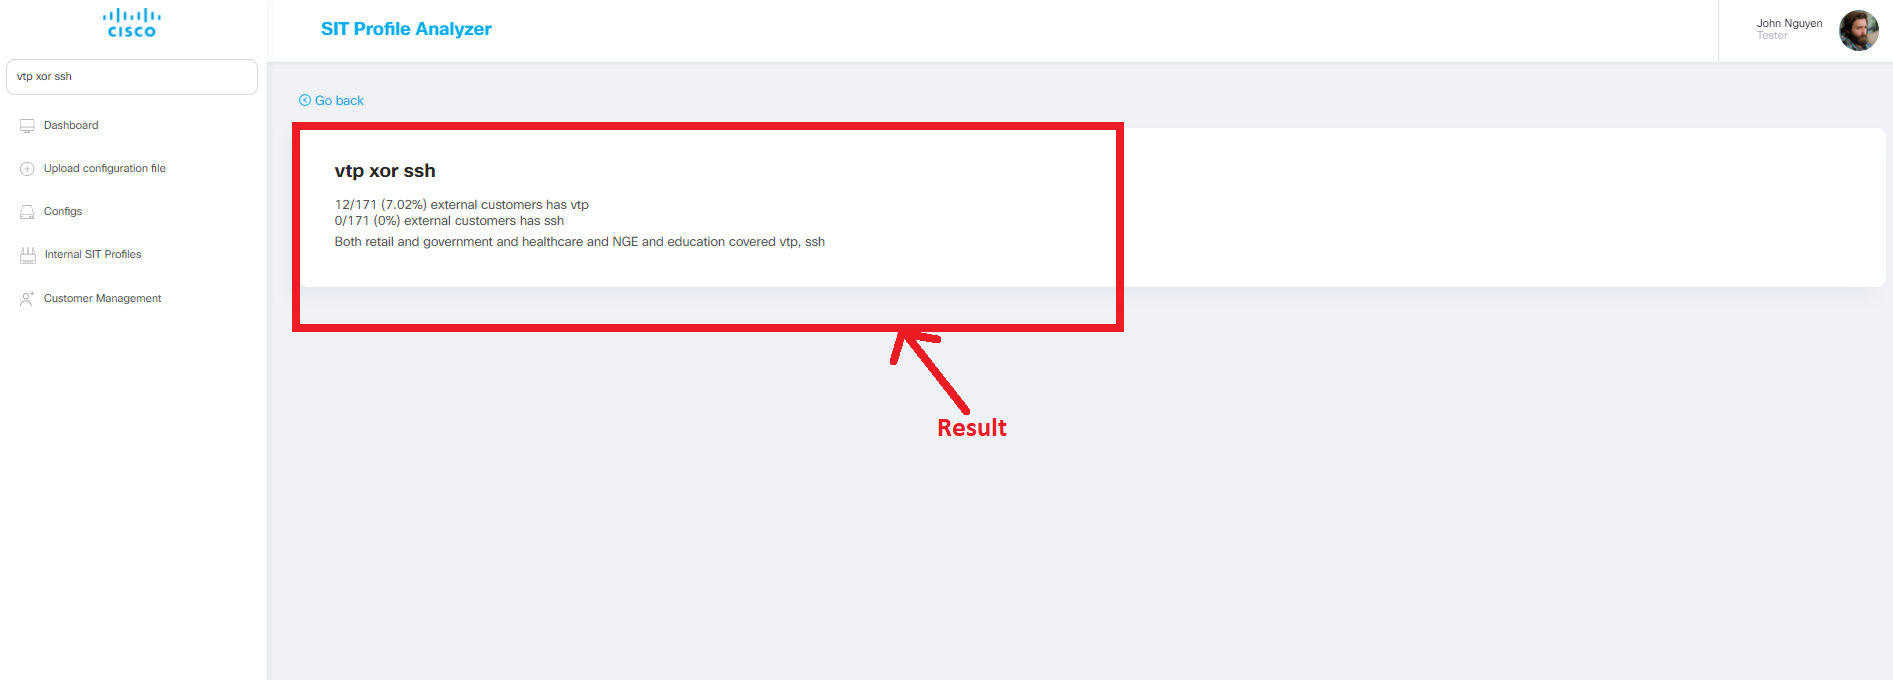 CISCO
SIT Profile Analyzer
John Nguyen
Tester
vtp xor ssh
Dashboard
Upload configuration file
Configs
Internal SIT Profiles
Customer Management
Go back
vtp xor ssh
12/171 (7.02%) external customers has vtp
0/171 (0%) external customers has ssh
Both retail and government and healthcare and NGE and education covered vtp, ssh
Result